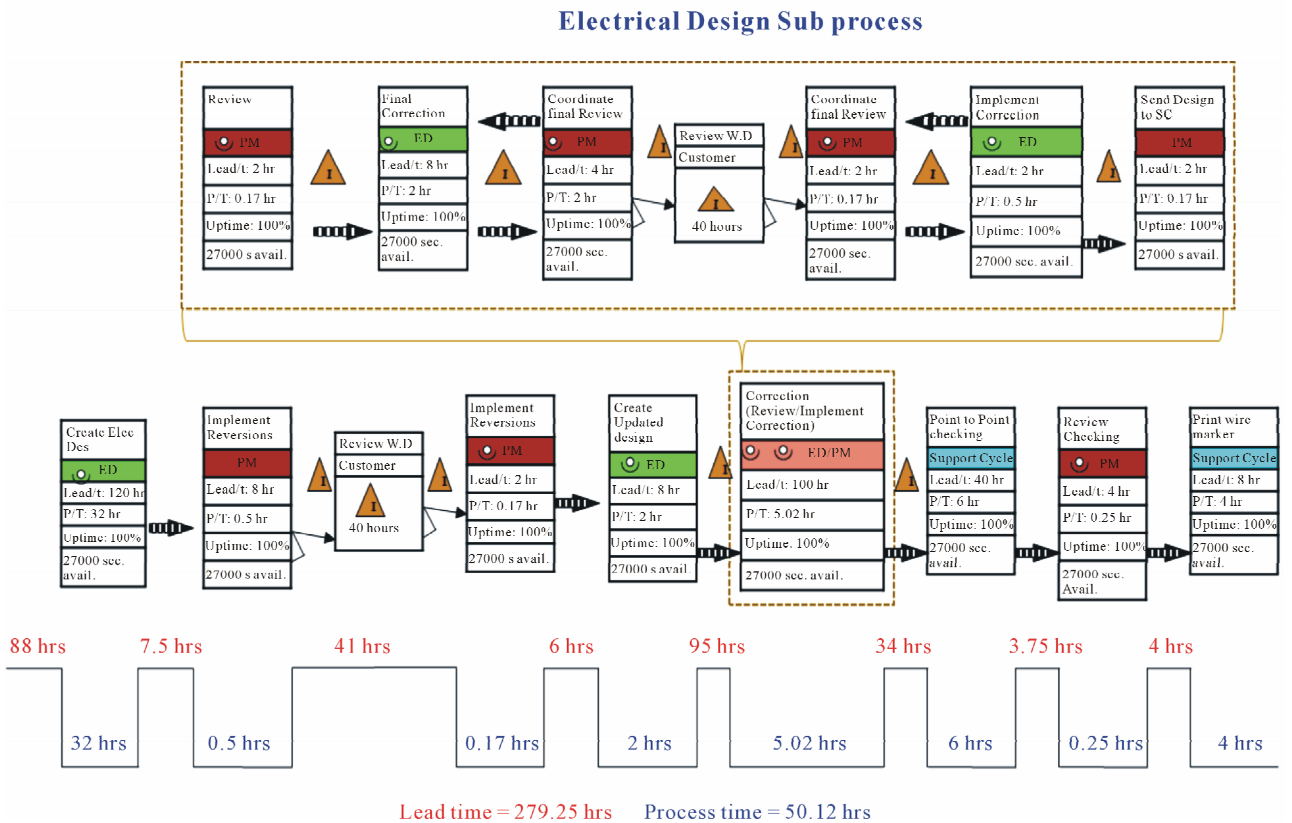 Electrical Design Sub process
Review
PM
Lead/t: 2 hr
P/T: 0.17 hr
Uptime: 100%
27000 s avail.
I
Final
Correction
ED
Lead/t: 8 hr
P/T: 2 hr
Uptime: 100%
27000 sec.
avail.
I
Coordinate
final Review
PM
Lead/t: 4 hr
P/T: 2 hr
Uptime: 100%
27000 sec.
avail.
I
Review W.D
Customer
I
40 hours
I
Coordinate
final Review
PM
Lead/t: 2 hr
P/T: 0.17 hr
Uptime: 100%
27000 sec.
avail.
I
Implement
Correction
ED
Lead/t: 2 hr
P/T: 0.5 hr
Uptime: 100%
27000 sec. avail.
I
Send Design
to SC
PM
Lead/t: 2 hr
P/T: 0.17 hr
Uptime: 100%
27000 s avail.
Create Elec
Des
ED
Lead/t: 120 hr
P/T: 32 hr
Uptime: 100%
27000 sec.
avail.
Implement
Reversions
PM
Lead/t: 8 hr
P/T: 0.5 hr
Uptime: 100%
27000 s avail.
I
Review W.D
Customer
I
40 hours
I
Implement
Reversions
PM
Lead/t: 2 hr
P/T: 0.17 hr
Uptime: 100%
27000 s avail.
Create
Updated
design
ED
Lead/t: 8 hr
P/T: 2 hr
Uptime: 100%
27000 s avail.
I
Correction
(Review/Implement
Correction)
ED/PM
Lead/t: 100 hr
P/T: 5.02 hr
Uptime. 100%
27000 sec. avail.
I
Point to Point
checking
Support Cycle
Lead/t: 40 hr
P/T: 6 hr
Uptime: 100%
27000 sec.
avail.
Review
Checking
PM
Lead/t: 4 hr
P/T: 0.25 hr
Uptime: 100%
27000 sec.
Avail.
Print wire
marker
Support Cycle
Lead/t: 8 hr
P/T: 4 hr
Uptime: 100%
27000 sec.
avail.
88 hrs 7.5 hrs 41 hrs 6 hrs 95 hrs 34 hrs 3.75 hrs 4 hrs
32 hrs 0.5 hrs 0.17 hrs 2 hrs 5.02 hrs 6 hrs 0.25 hrs 4 hrs
Lead time = 279.25 hrs Process time = 50.12 hrs